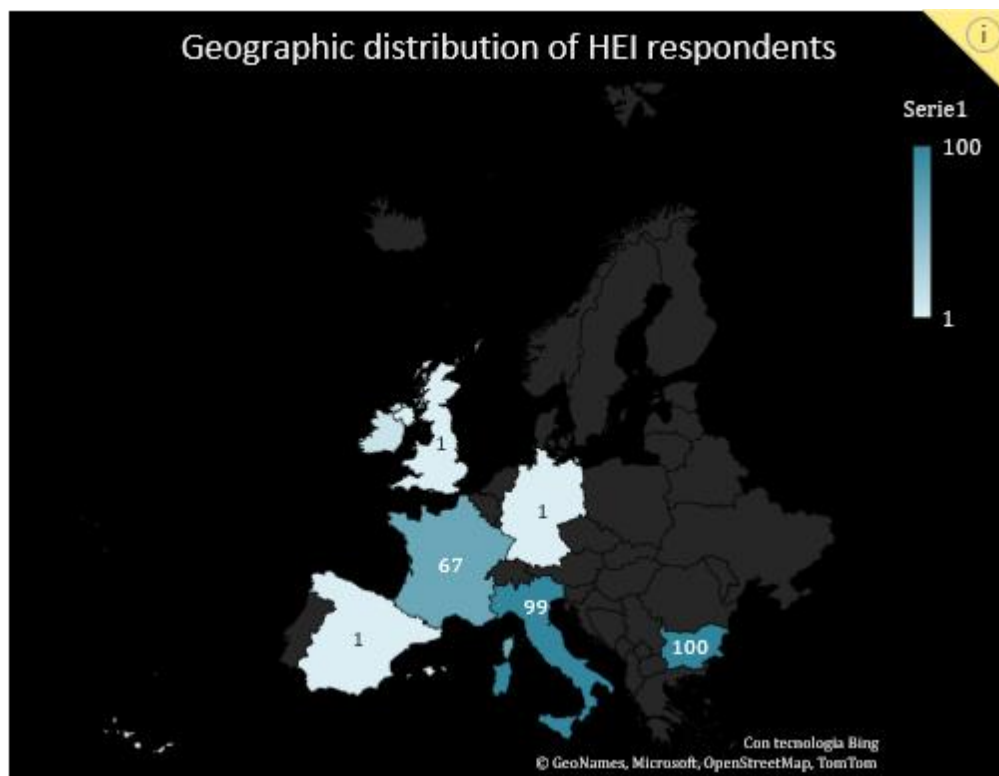 Geographic distribution of HEI respondents
i
Serie1
100
1
1
1
67
99
1
100
Con tecnologia Bing
© GeoNames, Microsoft, OpenStreetMap, TomTom